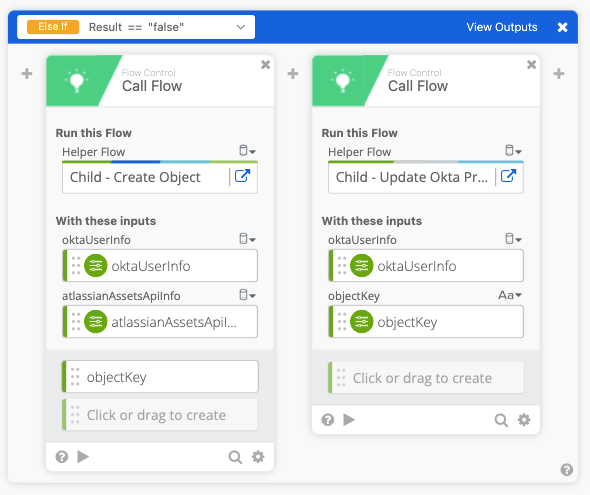 Else If Result == "false" View Outputs
Flow Control
Call Flow
Run this Flow
Helper Flow
Child - Create Object
With these inputs
oktaUserInfo
oktaUserInfo
atlassianAssetsApiInfo
atlassianAssetsApiI...
objectKey
Click or drag to create
Flow Control
Call Flow
Run this Flow
Helper Flow
Child - Update Okta Pr...
With these inputs
oktaUserInfo
oktaUserInfo
objectKey Aa
objectKey
Click or drag to create